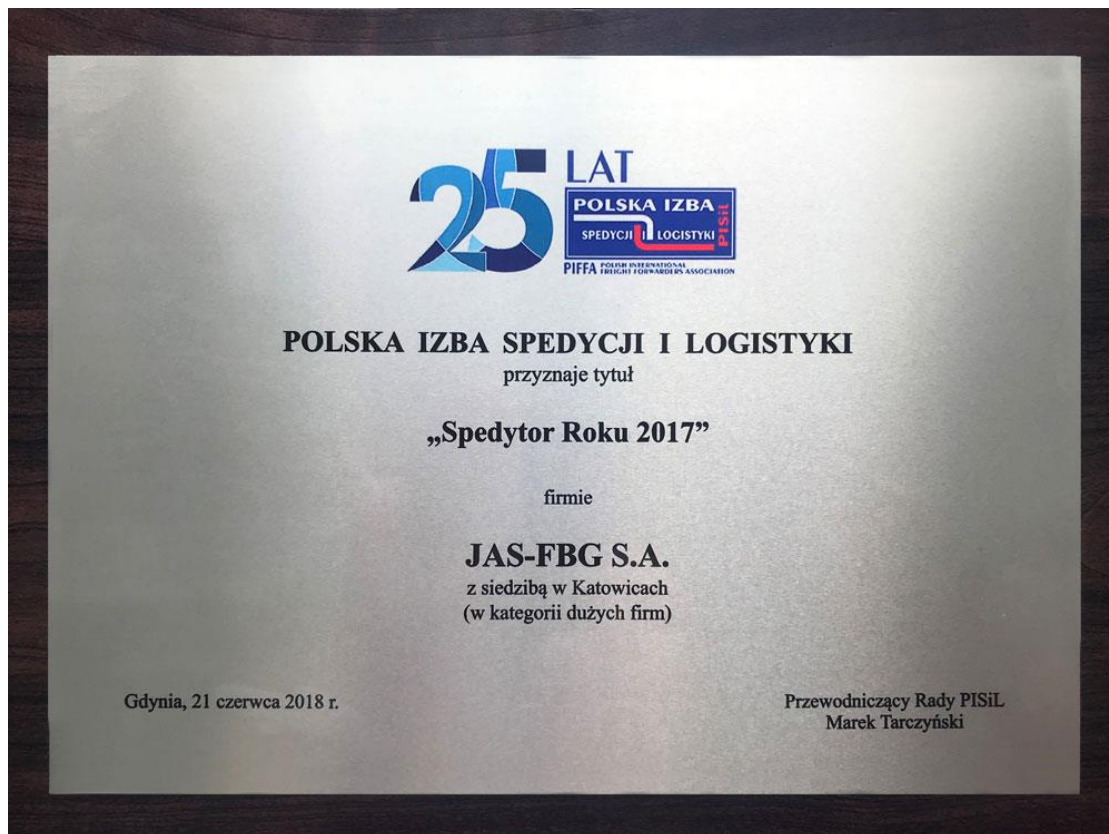 25 LAT
POLSKA IZBA
SPEDYCJI I LOGISTYKI
PISiL
PIFFA POLISH INTERNATIONAL
FREIGHT FORWARDERS ASSOCIATION
POLSKA IZBA SPEDYCJI I LOGISTYKI
przyznaje tytuł
„Spedytor Roku 2017”
firmie
JAS-FBG S.A.
z siedzibą w Katowicach
(w kategorii dużych firm)
Gdynia, 21 czerwca 2018 r.
Przewodniczący Rady PISiL
Marek Tarczyński